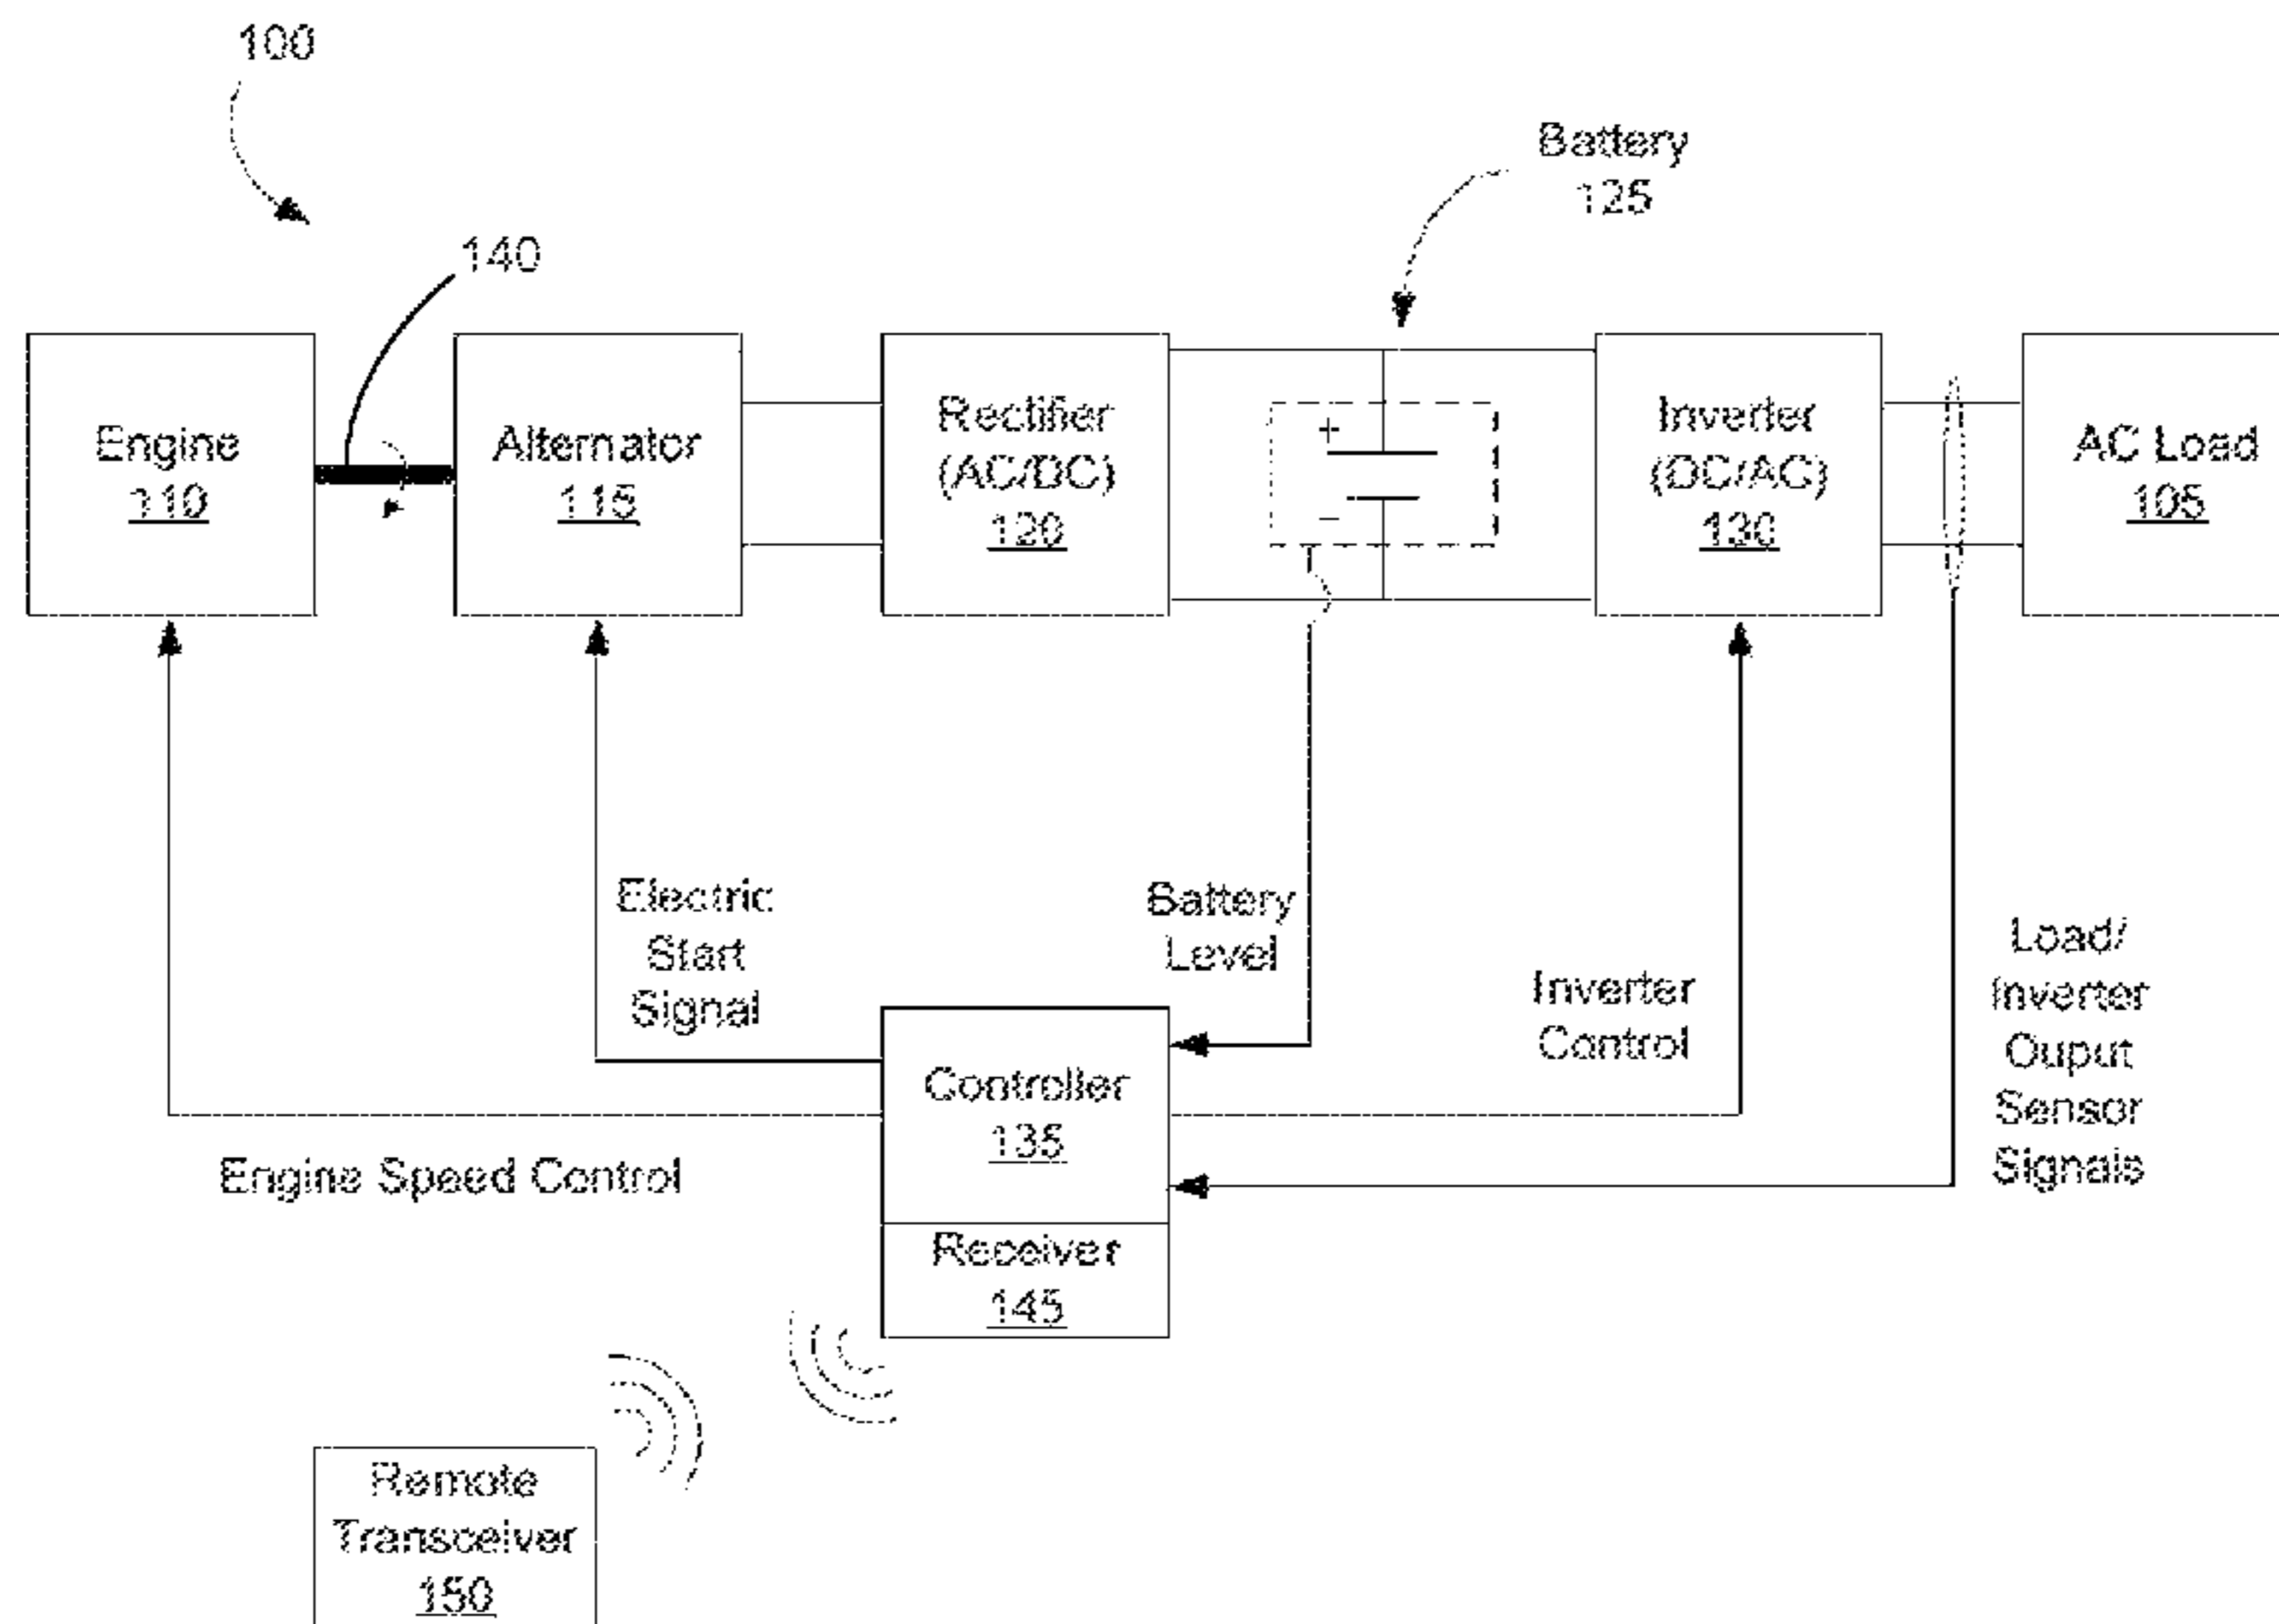 100
Battery
125
140
Engine
110
Alternator
115
Rectifier
(AC/DC)
120
+
−
Inverter
(DC/AC)
130
AC Load
105
Electric
Start
Signal
Battery
Level
Inverter
Control
Load/
Inverter
Ouput
Sensor
Signals
Controller
135
Engine Speed Control
Receiver
145
Remote
Transceiver
150